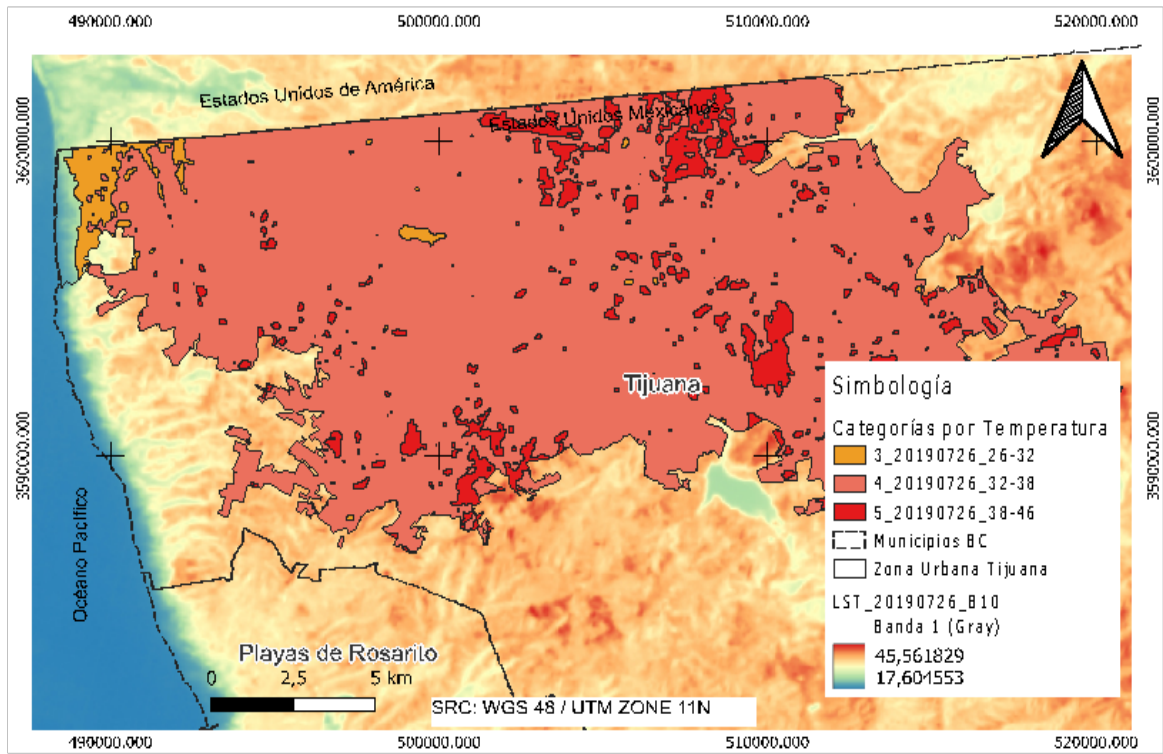 490000.000 500000.000 510000.000 520000.000
3600000.000
3600000.000
Estados Unidos de América
Estados Unidos Mexicanos
Tijuana
3590000.000
3590000.000
Océano Pacífico
Playas de Rosarito
0 2,5 5 km
SRC: WGS 48 / UTM ZONE 11N
Simbología
Categorías por Temperatura
3_20190726_26-32
4_20190726_32-38
5_20190726_38-46
Municipios BC
Zona Urbana Tijuana
LST_20190726_B10
Banda 1 (Gray)
45,561829
17,604553
490000.000 500000.000 510000.000 520000.000